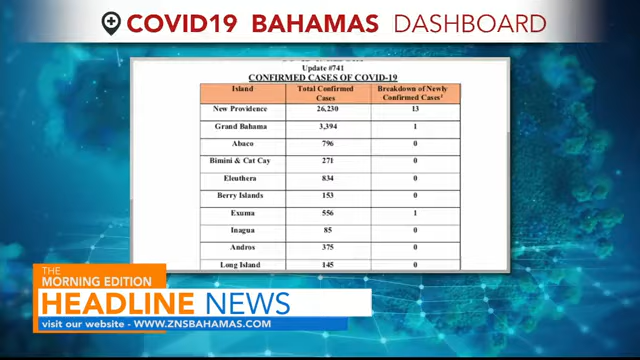 COVID19 BAHAMAS DASHBOARD
Update #741
CONFIRMED CASES OF COVID-19
Island Total Confirmed Cases Breakdown of Newly Confirmed Cases¹
New Providence 26,230 13
Grand Bahama 3,394 1
Abaco 796 0
Bimini & Cat Cay 271 0
Eleuthera 834 0
Berry Islands 153 0
Exuma 556 1
Inagua 85 0
Andros 375 0
Long Island 145 0
THE
MORNING EDITION
HEADLINE NEWS
visit our website - WWW.ZNSBAHAMAS.COM